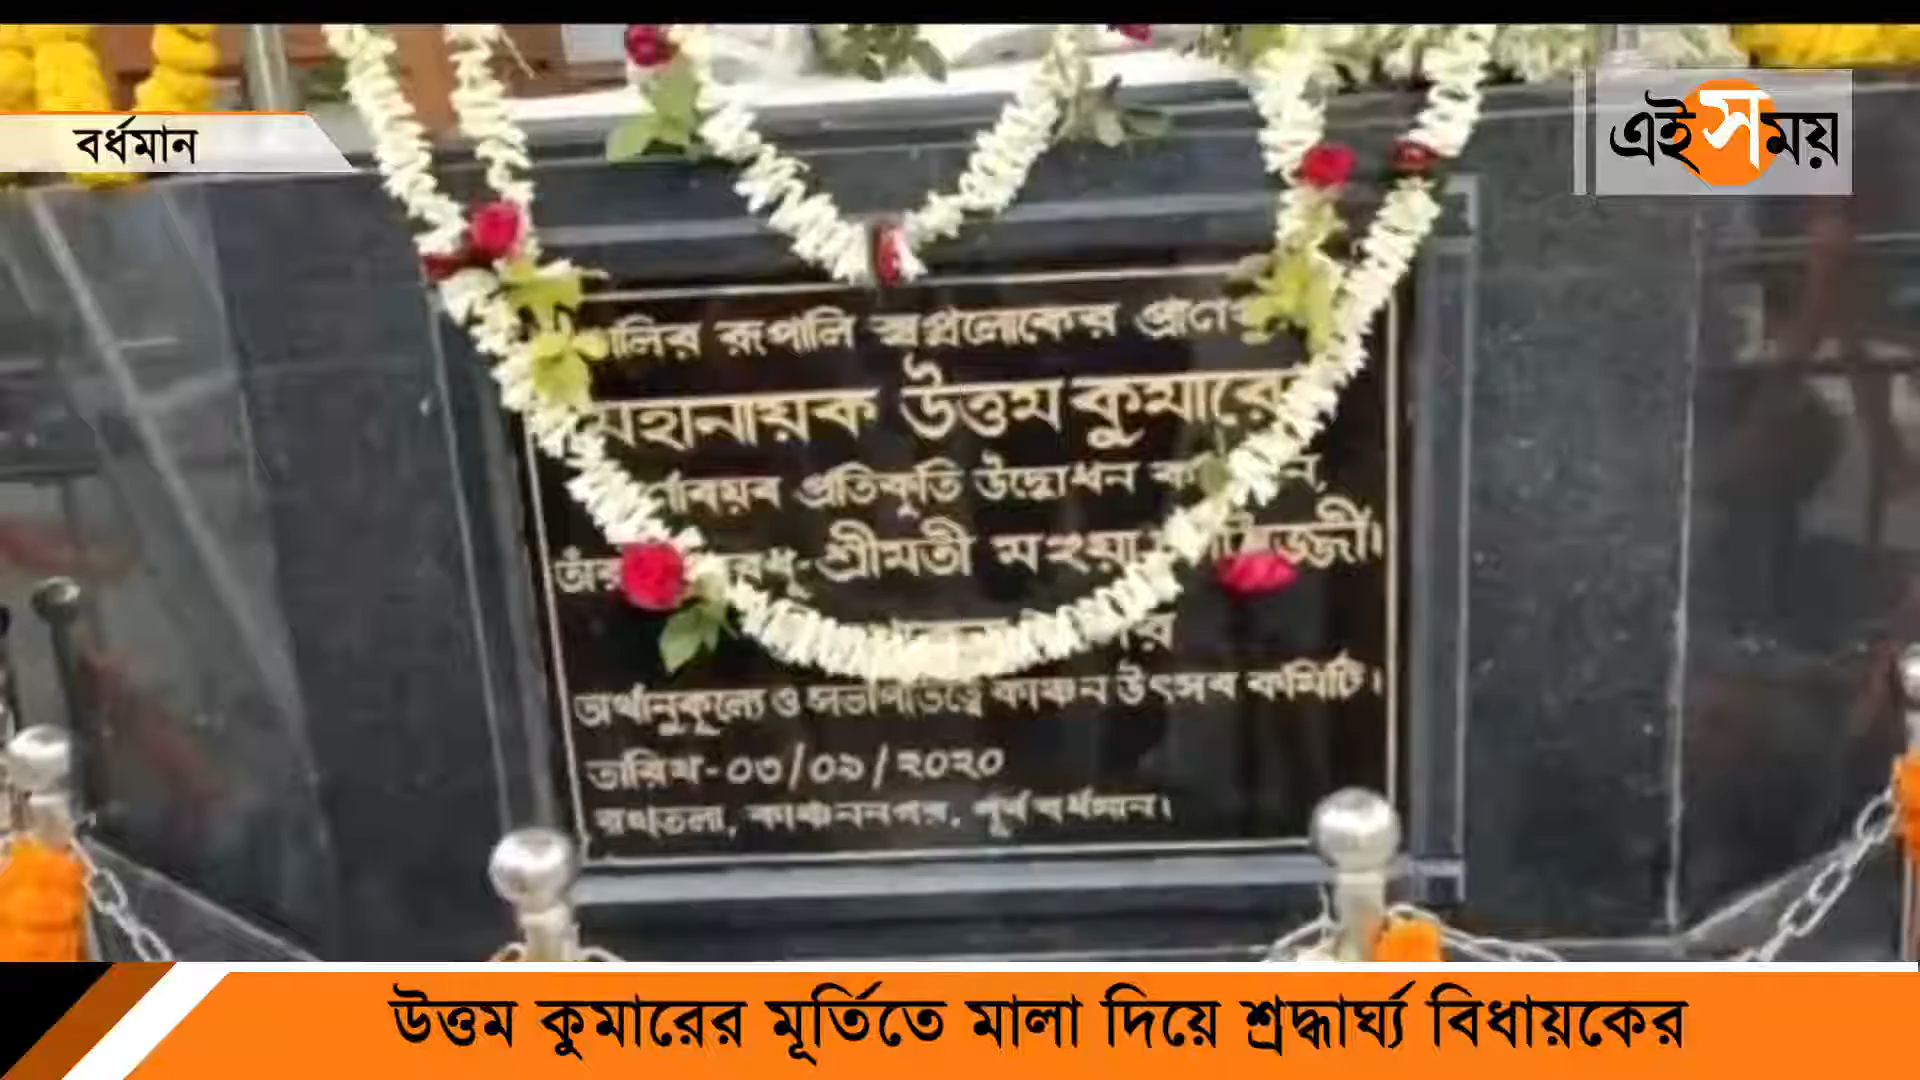 বর্ধমান
এই সময়
রূপালি স্বপ্নলোকের
মহানায়ক উত্তম কুমারের
প্রতিকৃতি উদ্বোধন
শ্রীমতী মহুয়া
অর্থানুকূল্যে ও সভাপতিত্বে কাঞ্চন উৎসব কমিটি।
তারিখ-০৩/০৯/২০২০
রথতলা, কাঞ্চননগর, পূর্ব বর্ধমান।
উত্তম কুমারের মূর্তিতে মালা দিয়ে শ্রদ্ধার্ঘ্য বিধায়কের